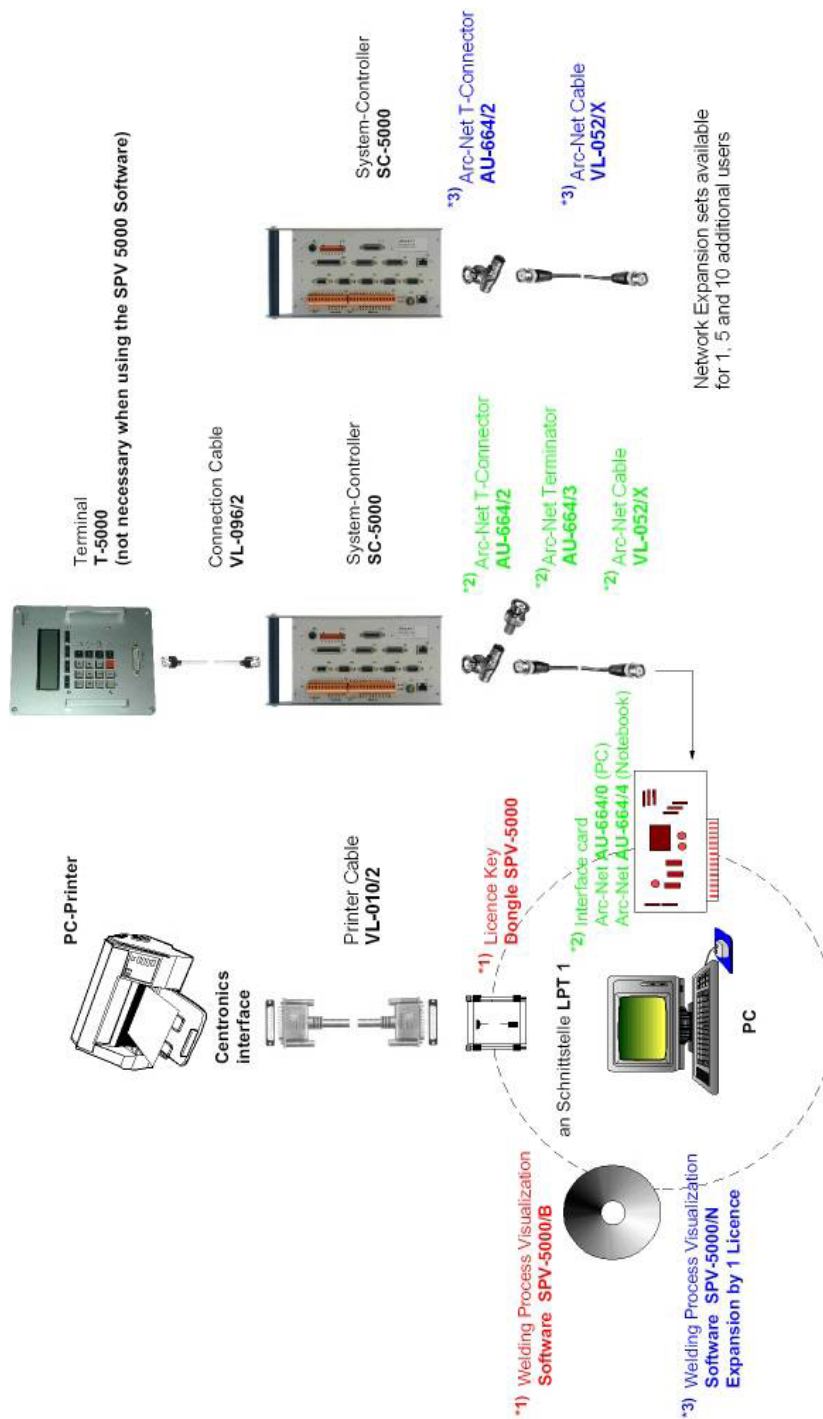 PC-Printer
Centronics
interface
Printer Cable
VL-010/2
*1) Licence Key
Dongle SPV-5000
an Schnittstelle LPT 1
*1) Welding Process Visualization
Software SPV-5000/B
*3) Welding Process Visualization
Software SPV-5000/N
Expansion by 1 Licence
PC
*2) Interface card
Arc-Net AU-664/0 (PC)
Arc-Net AU-664/4 (Notebook)
Terminal
T-5000
(not necessary when using the SPV 5000 Software)
Connection Cable
VL-096/2
System-Controller
SC-5000
*2) Arc-Net T-Connector
AU-664/2
*2) Arc-Net Terminator
AU-664/3
*2) Arc-Net Cable
VL-052/X
System-Controller
SC-5000
*3) Arc-Net T-Connector
AU-664/2
*3) Arc-Net Cable
VL-052/X
Network Expansion sets available
for 1, 5 and 10 additional users